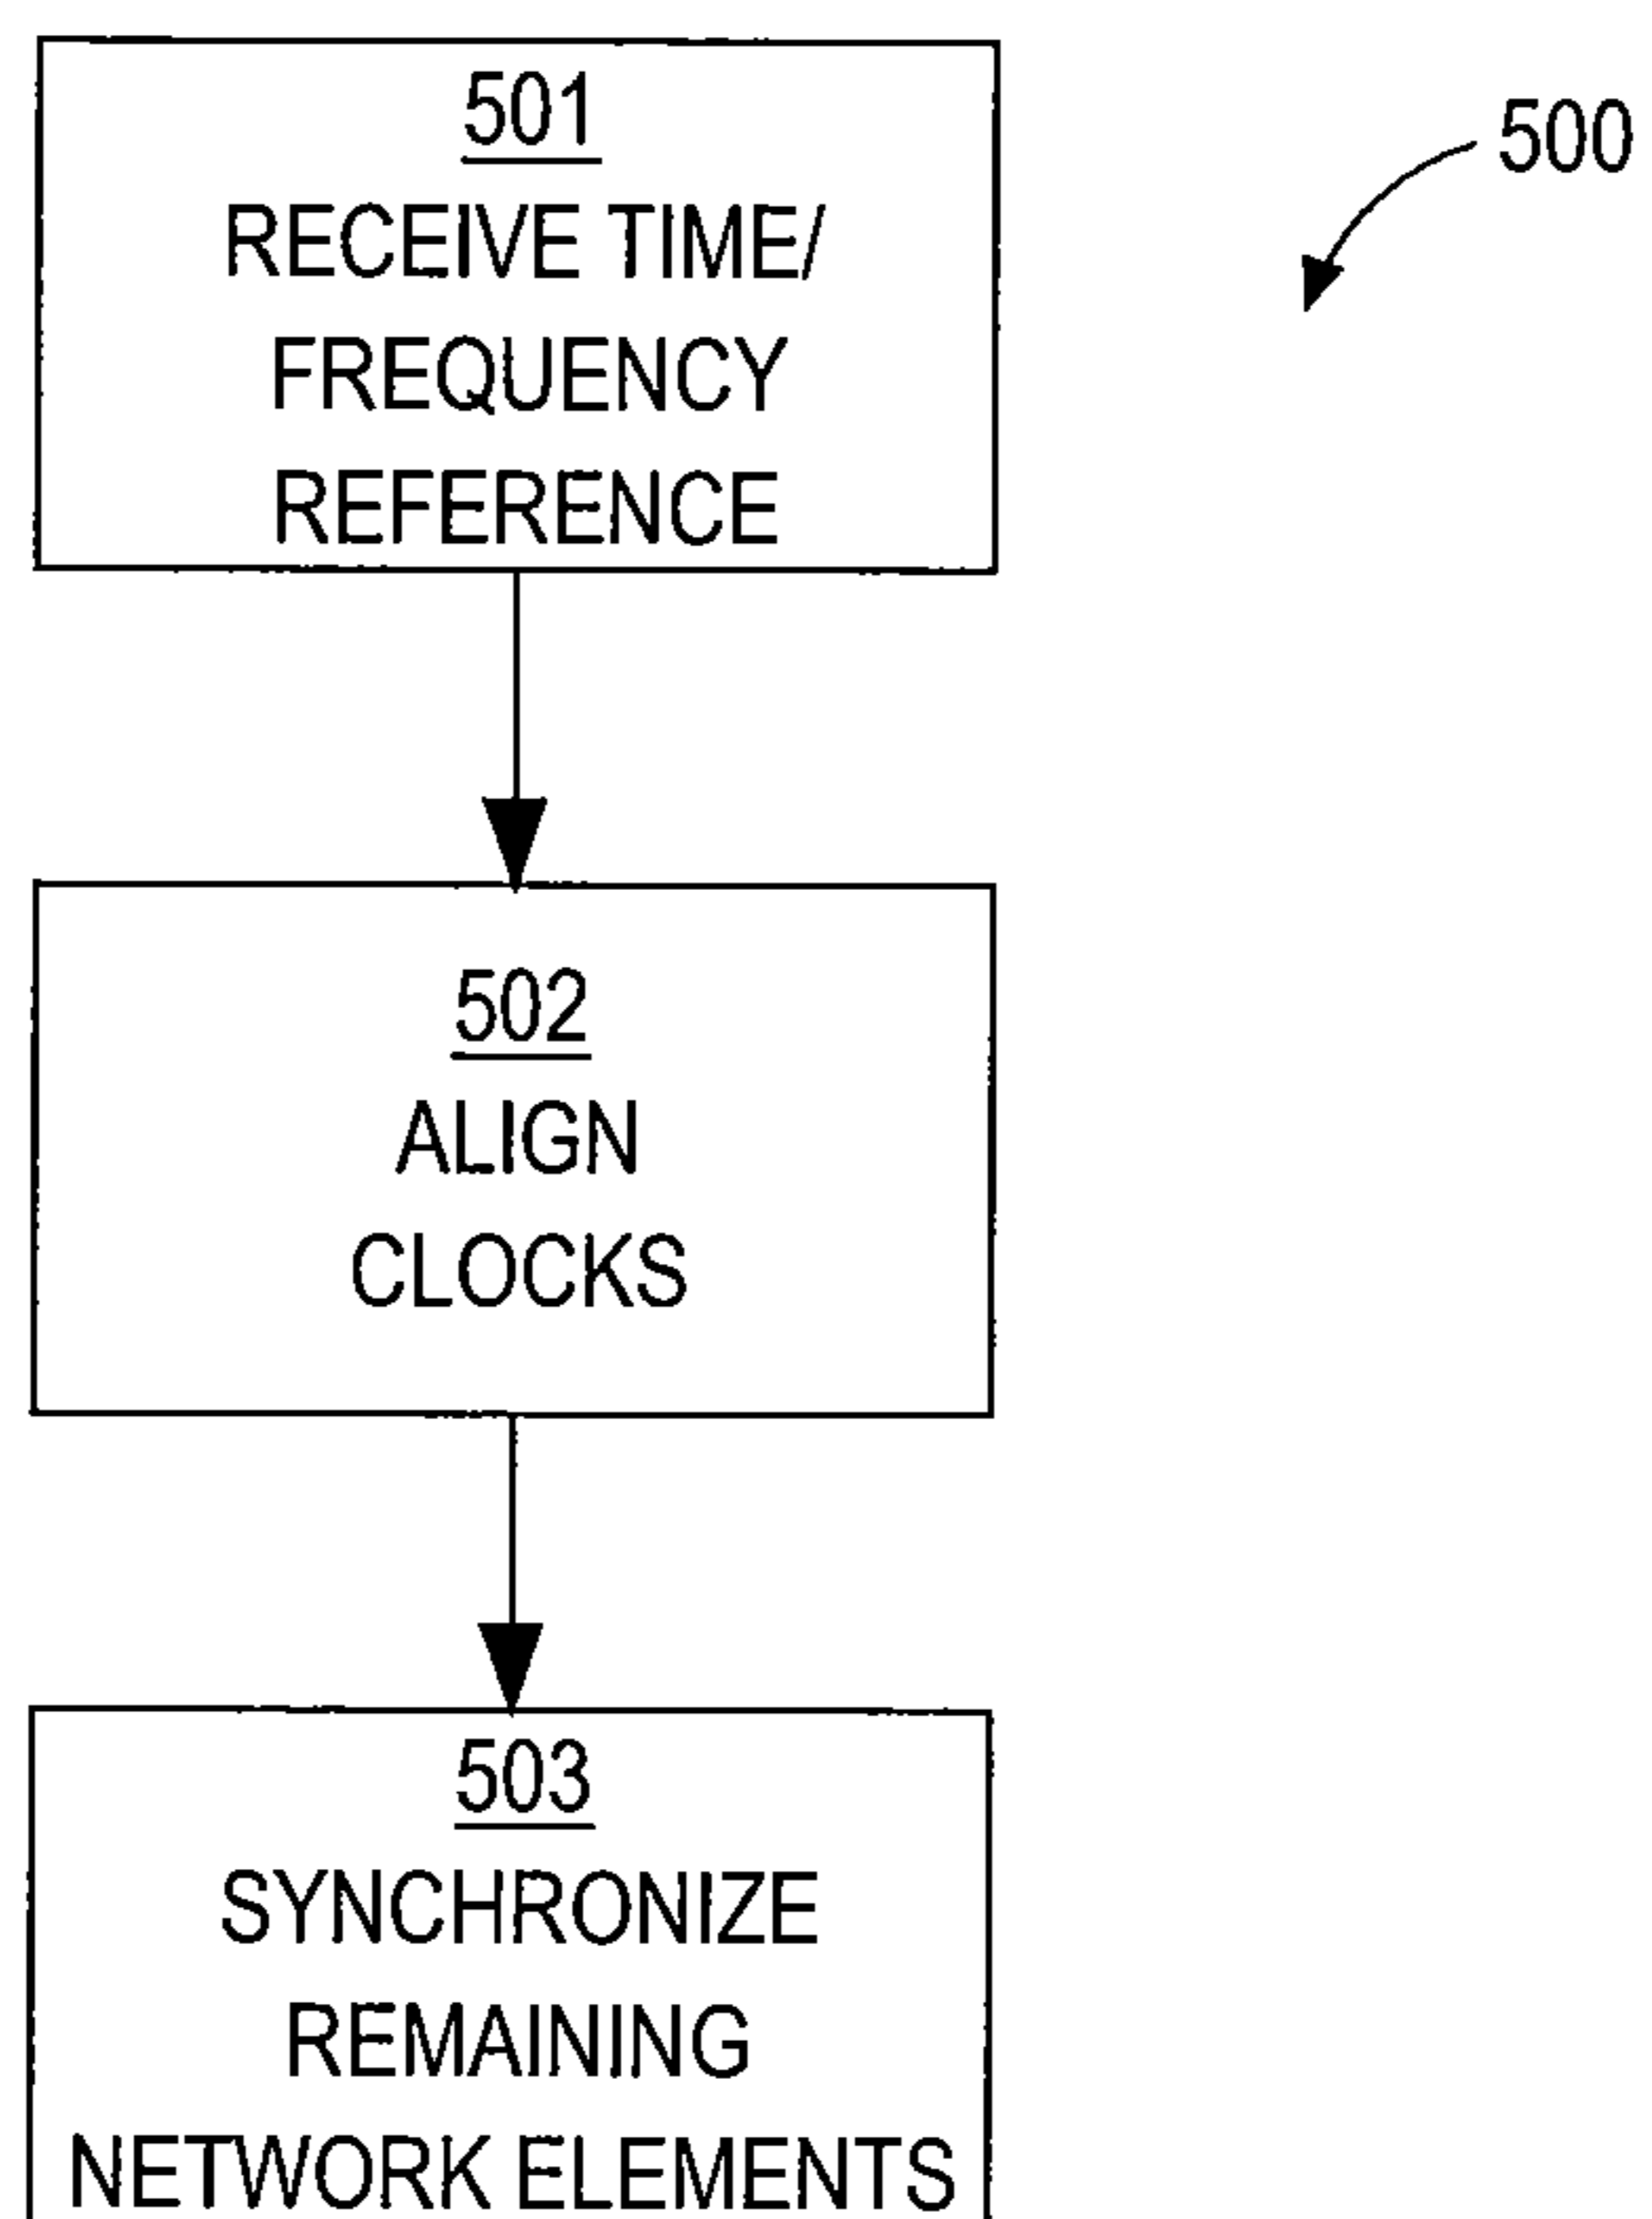 501
RECEIVE TIME/
FREQUENCY
REFERENCE
500
502
ALIGN
CLOCKS
503
SYNCHRONIZE
REMAINING
NETWORK ELEMENTS